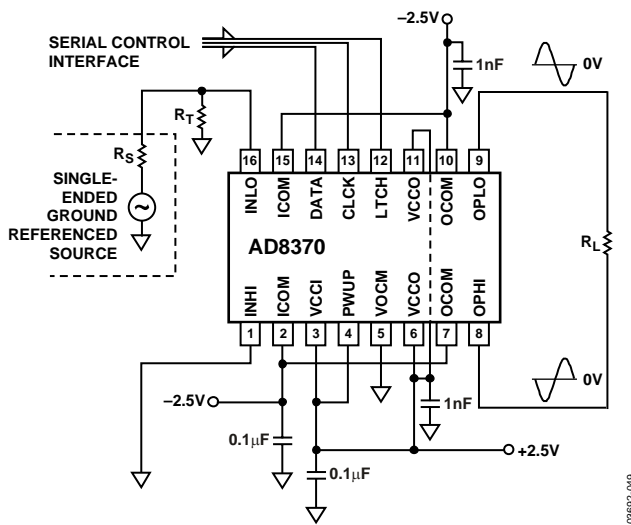 –2.5V
SERIAL CONTROL
INTERFACE
1nF
0V
RT
RS
16 15 14 13 12 11 10 9
INLO ICOM DATA CLCK LTCH VCCO OCOM OPLO
SINGLE-
ENDED
GROUND
REFERENCED
SOURCE
AD8370
RL
INHI ICOM VCCI PWUP VOCM VCCO OCOM OPHI
1 2 3 4 5 6 7 8
0V
–2.5V
1nF
0.1μF
+2.5V
0.1μF
03692-049